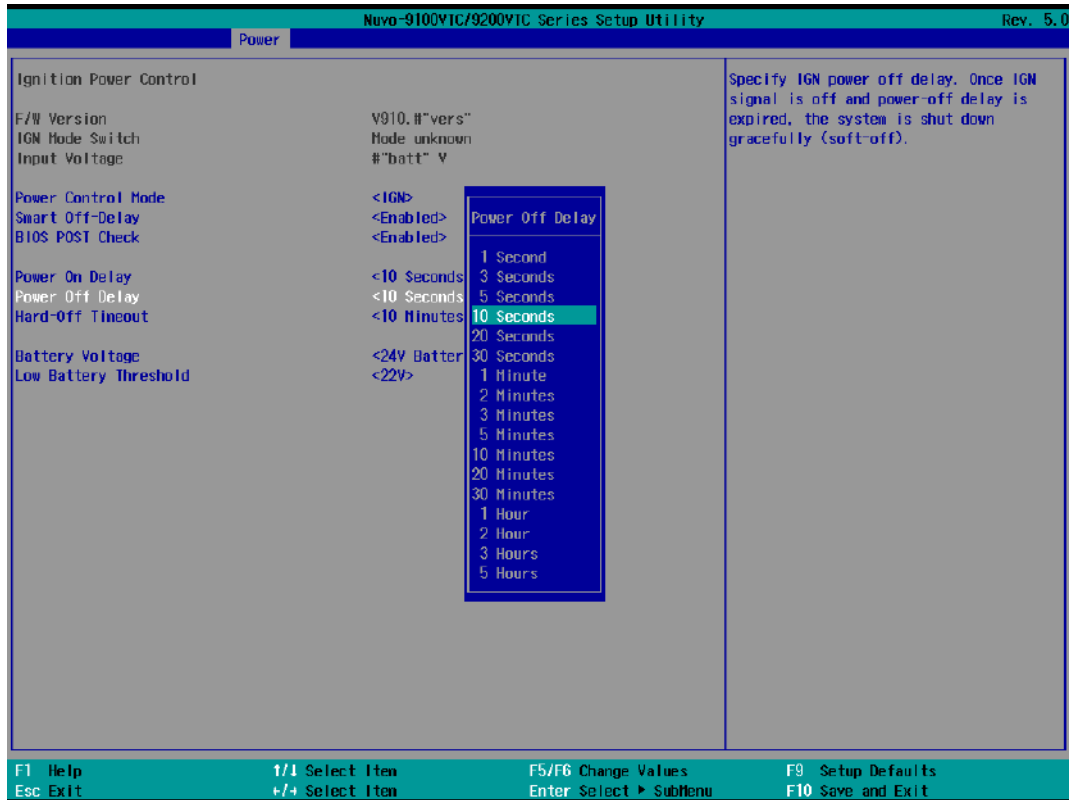 Nuvo-9100VTC/9200VTC Series Setup Utility Rev. 5.0
Power
Ignition Power Control
F/W Version V910.#"vers"
IGN Mode Switch Mode unknown
Input Voltage #"batt" V
Power Control Mode <IGN>
Smart Off-Delay <Enabled>
BIOS POST Check <Enabled>
Power On Delay <10 Seconds
Power Off Delay <10 Seconds
Hard-Off Timeout <10 Minutes
Battery Voltage <24V Batter
Low Battery Threshold <22V>
Power Off Delay
1 Second
3 Seconds
5 Seconds
10 Seconds
20 Seconds
30 Seconds
1 Minute
2 Minutes
3 Minutes
5 Minutes
10 Minutes
20 Minutes
30 Minutes
1 Hour
2 Hour
3 Hours
5 Hours
Specify IGN power off delay. Once IGN
signal is off and power-off delay is
expired, the system is shut down
gracefully (soft-off).
F1 Help ↑/↓ Select Item F5/F6 Change Values F9 Setup Defaults
Esc Exit ←/→ Select Item Enter Select ▶ SubMenu F10 Save and Exit